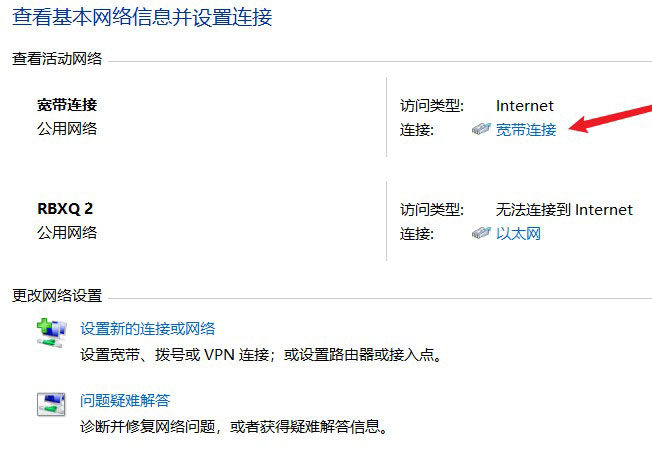 查看基本网络信息并设置连接
查看活动网络
宽带连接
公用网络
访问类型: Internet
连接: 宽带连接
RBXQ 2
公用网络
访问类型: 无法连接到 Internet
连接: 以太网
更改网络设置
设置新的连接或网络
设置宽带、拨号或 VPN 连接；或设置路由器或接入点。
问题疑难解答
诊断并修复网络问题，或者获得疑难解答信息。